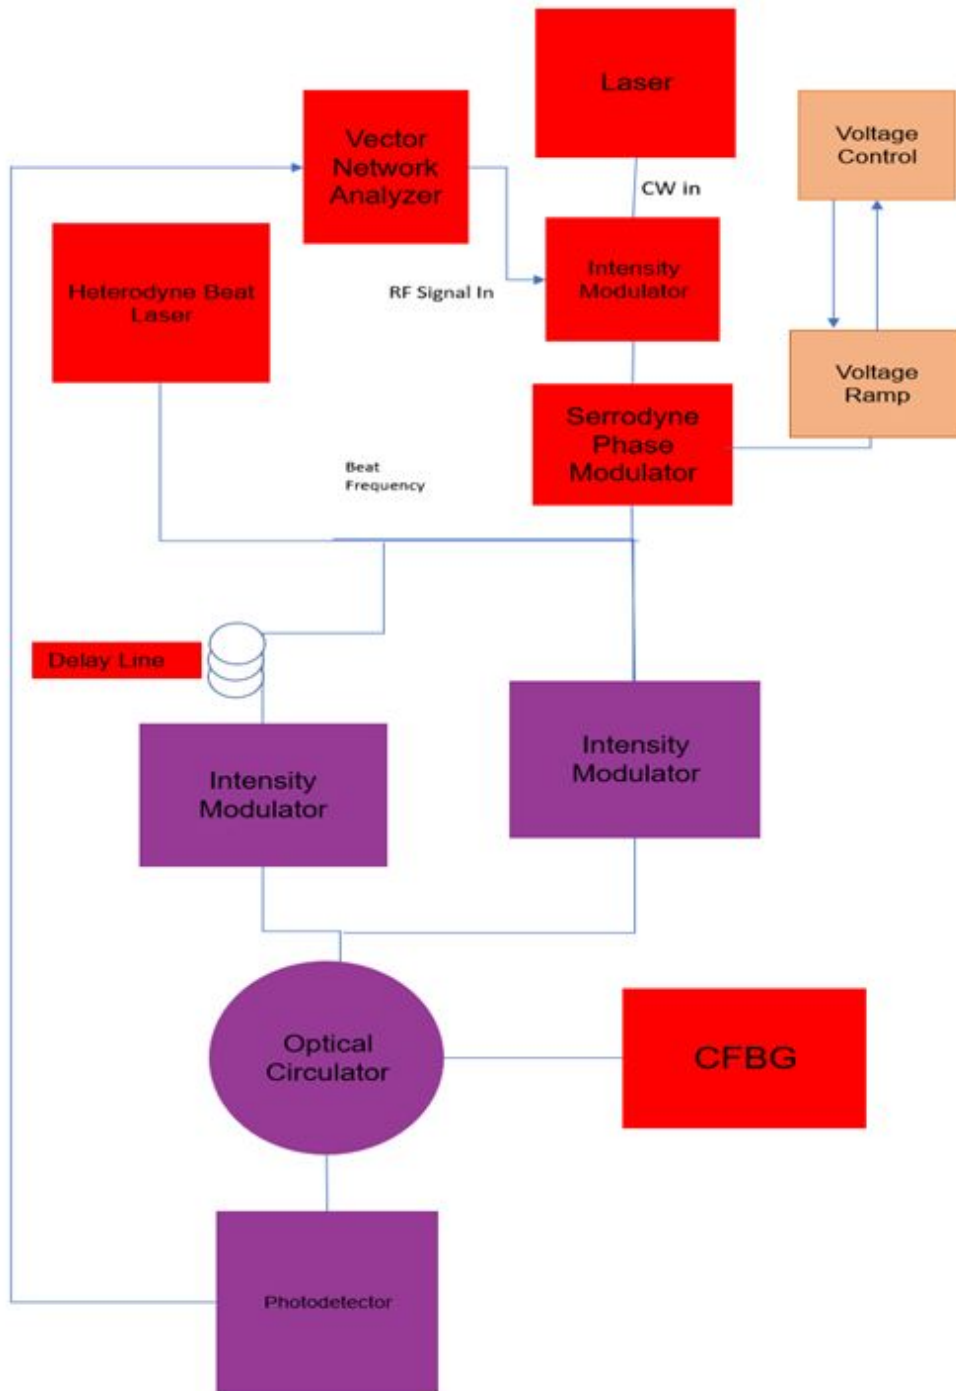 Laser
Vector
Network
Analyzer
Voltage
Control
CW in
Heterodyne Beat
Laser
RF Signal In
Intensity
Modulator
Voltage
Ramp
Serrodyne
Phase
Modulator
Beat
Frequency
Delay Line
Intensity
Modulator
Intensity
Modulator
Optical
Circulator
CFBG
Photodetector